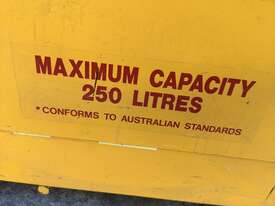 MAXIMUM CAPACITY
250 LITRES
*CONFORMS TO AUSTRALIAN STANDARDS